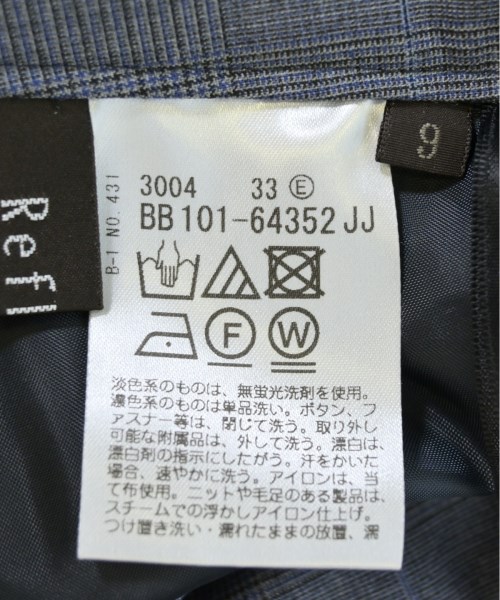 3004 33 Ⓔ
BB101-64352JJ
B-1 NO.431
Ref
9
F W
淡色系のものは、無蛍光洗剤を使用。
濃色系のものは単品洗い。ボタン、フ
ァスナー等は、閉じて洗う。取り外し
可能な附属品は、外して洗う。漂白は、
漂白剤の指示にしたがう。汗をかいた
場合、速やかに洗う。アイロンは、当
て布使用。ニットや毛足のある製品は、
スチームでの浮かしアイロン仕上げ。
つけ置き洗い・濡れたままの放置、濡